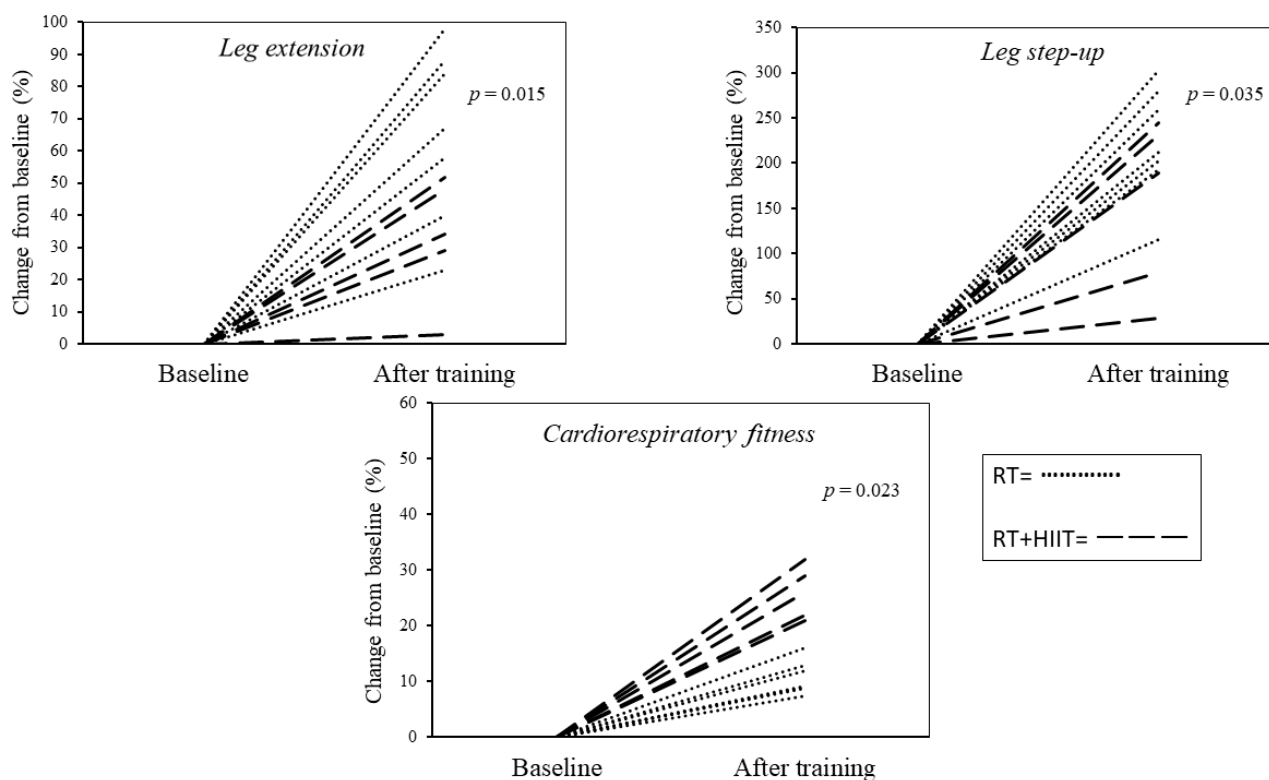 Leg extension
p = 0.015
Change from baseline (%)
100
90
80
70
60
50
40
30
20
10
0
Baseline After training
Leg step-up
p = 0.035
Change from baseline (%)
350
300
250
200
150
100
50
0
Baseline After training
Cardiorespiratory fitness
p = 0.023
Change from baseline (%)
60
50
40
30
20
10
0
Baseline After training
RT=
RT+HIIT=